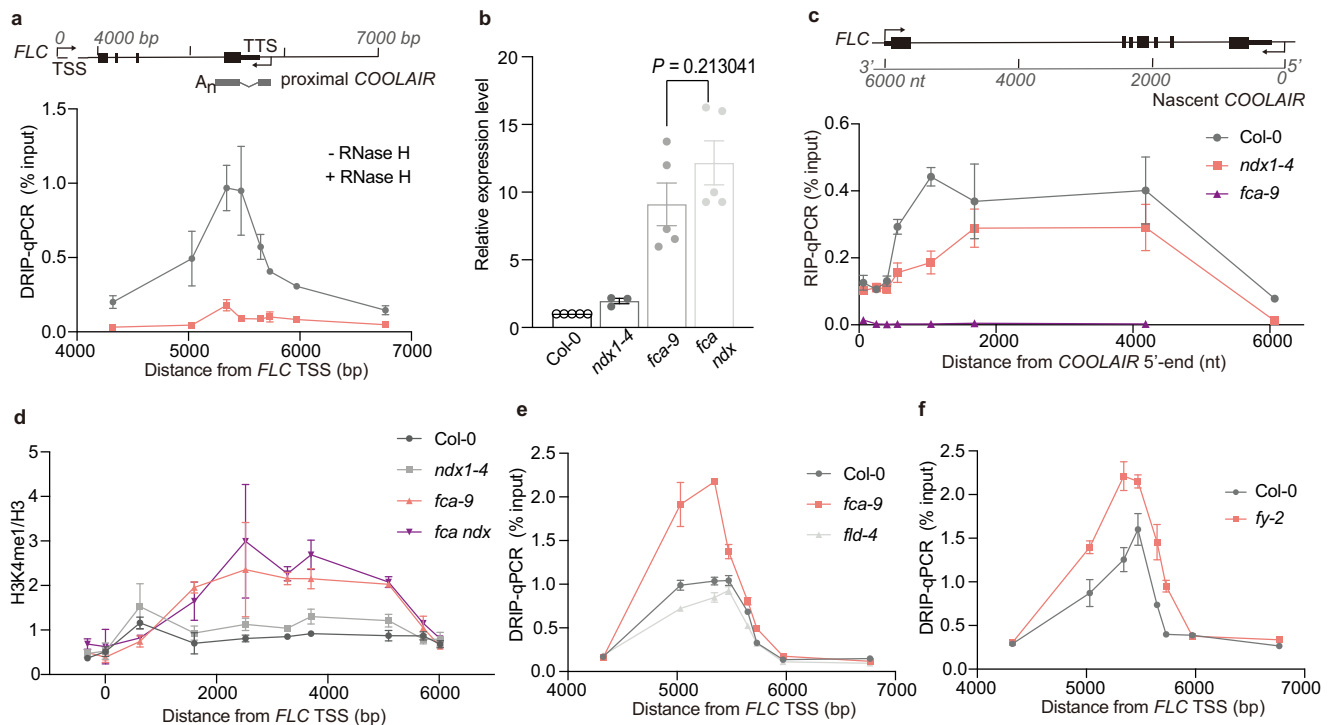 a
0
4000 bp
7000 bp
FLC
TSS
TTS
An
proximal COOLAIR
DRIP-qPCR (% input)
1.5
1.0
0.5
0.0
- RNase H
+ RNase H
4000 5000 6000 7000
Distance from FLC TSS (bp)
b
Relative expression level
20
15
10
5
0
P = 0.213041
Col-0
ndx1-4
fca-9
fca
ndx
c
FLC
3'
5'
6000 nt
4000
2000
0
Nascent COOLAIR
RIP-qPCR (% input)
0.6
0.4
0.2
0.0
Col-0
ndx1-4
fca-9
0 2000 4000 6000
Distance from COOLAIR 5'-end (nt)
d
H3K4me1/H3
5
4
3
2
1
0
Col-0
ndx1-4
fca-9
fca ndx
0 2000 4000 6000
Distance from FLC TSS (bp)
e
DRIP-qPCR (% input)
2.5
2.0
1.5
1.0
0.5
0.0
Col-0
fca-9
fld-4
4000 5000 6000 7000
Distance from FLC TSS (bp)
f
DRIP-qPCR (% input)
2.5
2.0
1.5
1.0
0.5
0.0
Col-0
fy-2
4000 5000 6000 7000
Distance from FLC TSS (bp)